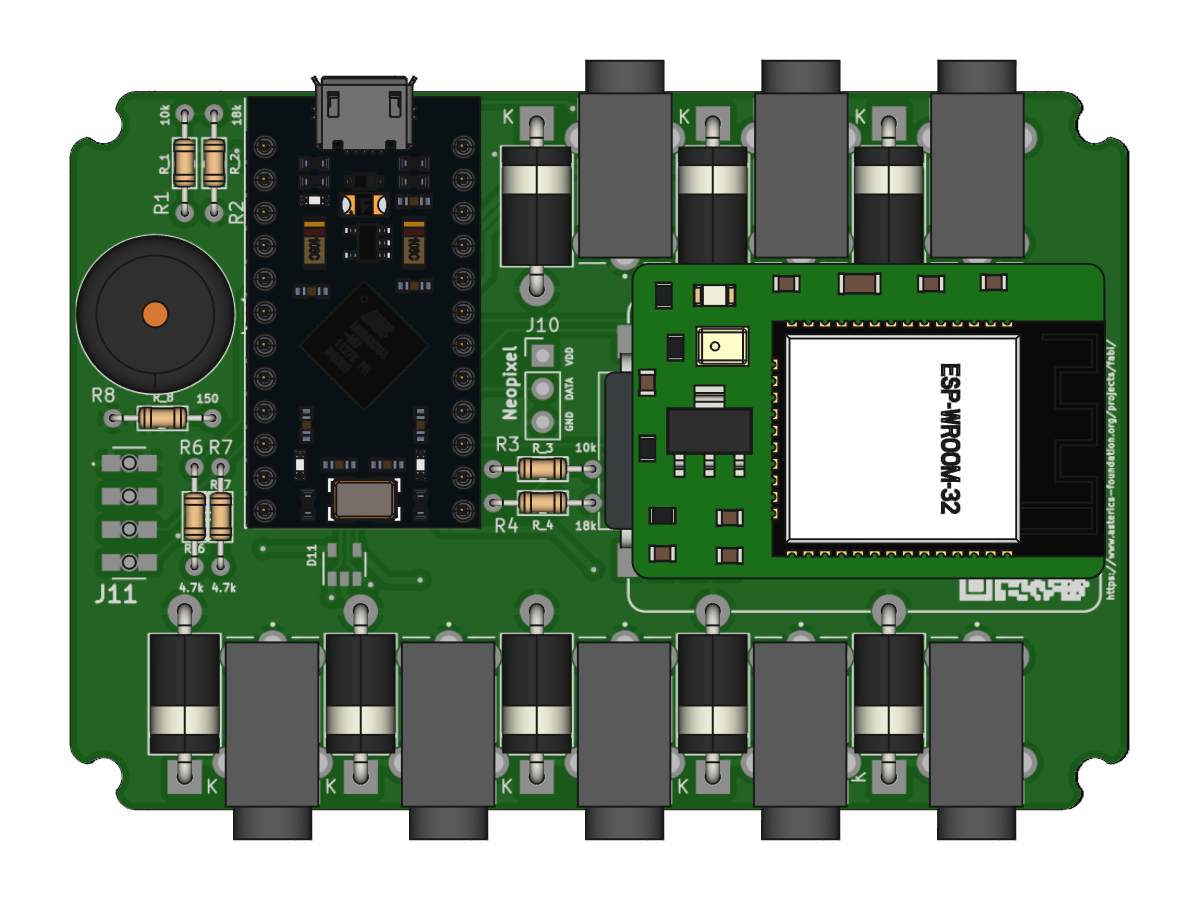 10k
18k
R_1
R_2
R1
R2
K
K
K
108C
108C
J10
Neopixel
VDD
DATA
GND
ESP-WROOM-32
https://www.asterics-foundation.org/projects/fabi/
R8
R_8
150
R3
R_3
10k
R6
R7
R4
R_4
18k
D11
4.7k
4.7k
J11
K
K
K
K
K